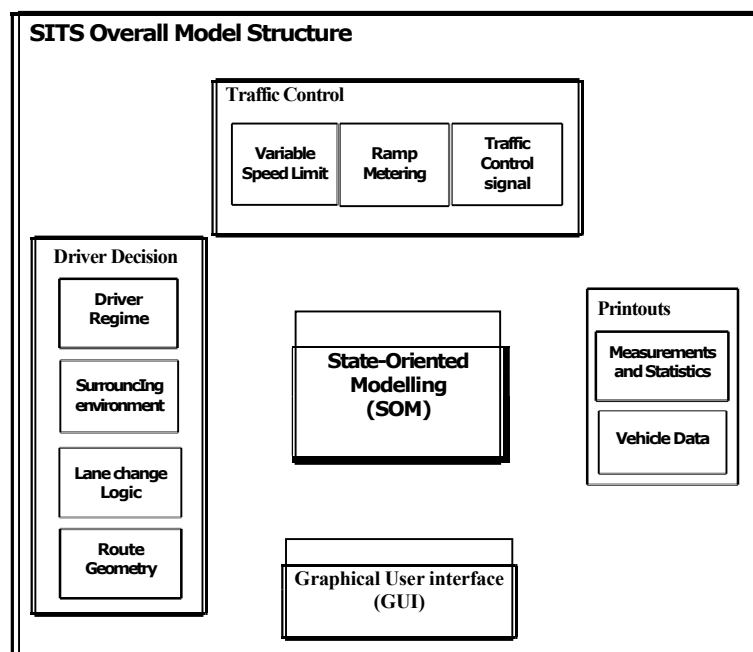 SITS Overall Model Structure
Traffic Control
Variable
Speed Limit
Ramp
Metering
Traffic
Control
signal
Driver Decision
Driver
Regime
SurrouncIng
environment
Lane change
Logic
Route
Geometry
State-Oriented
Modelling
(SOM)
Printouts
Measurements
and Statistics
Vehicle Data
Graphical User interface
(GUI)